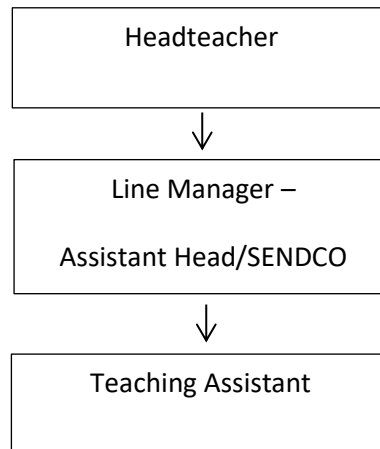 Headteacher
Line Manager –
Assistant Head/SENDCO
Teaching Assistant